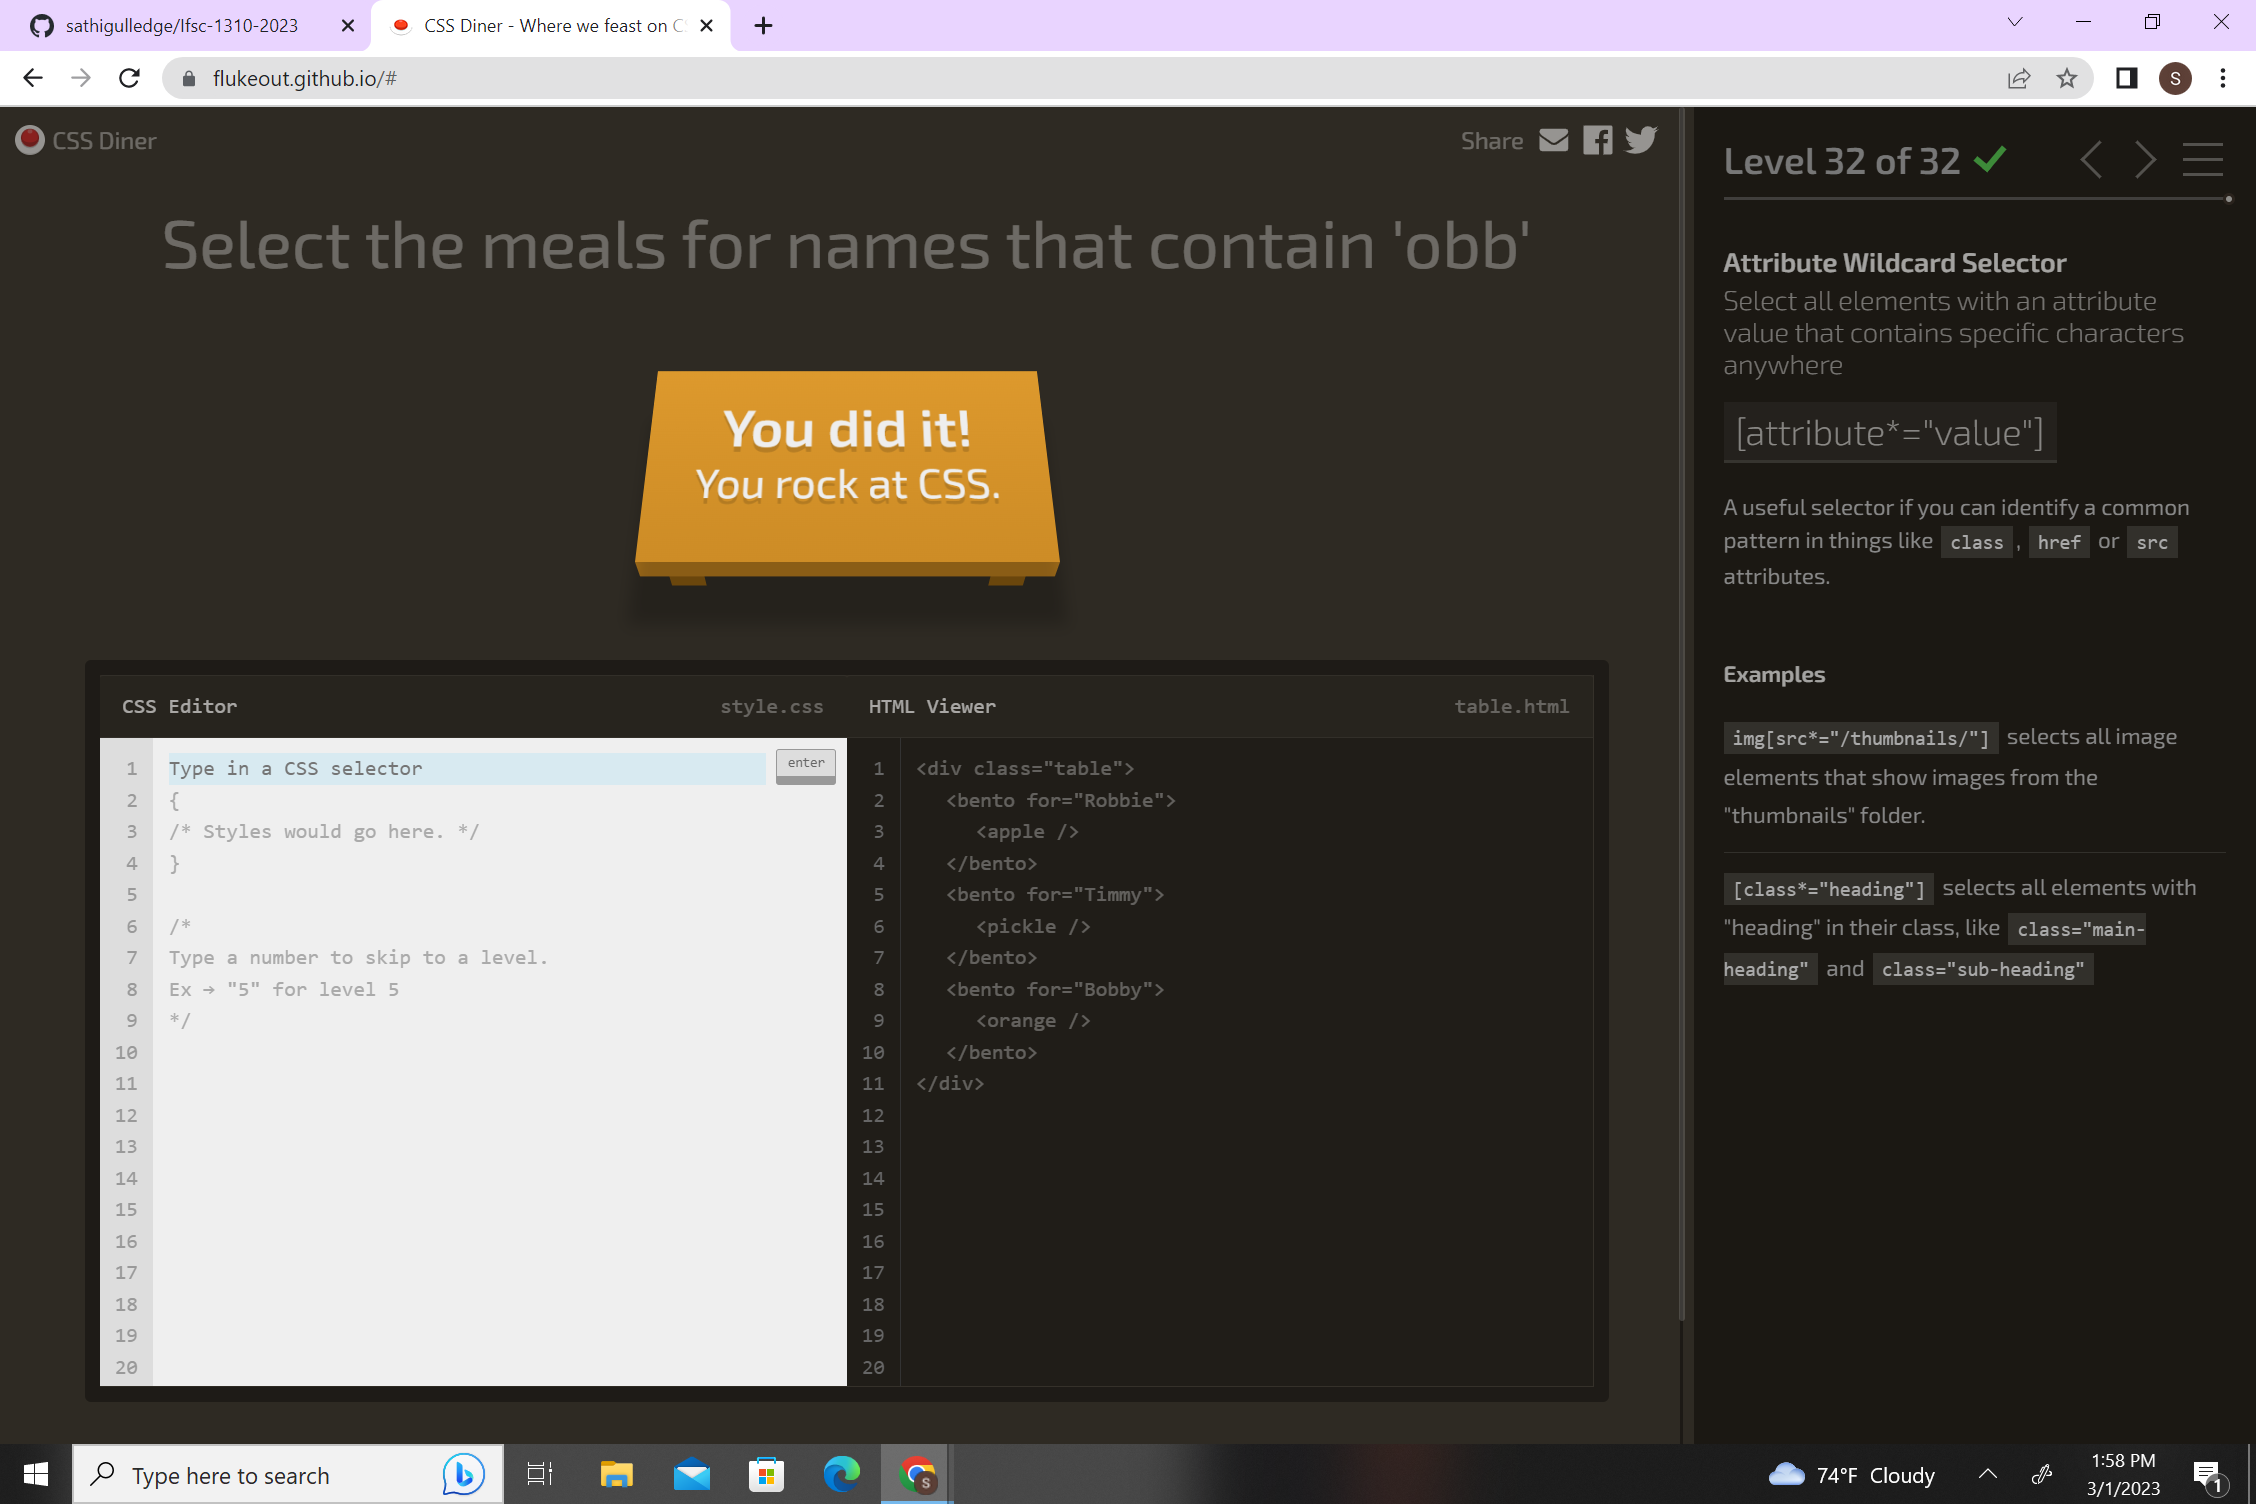 sathigulledge/lfsc-1310-2023
CSS Diner - Where we feast on C
flukeout.github.io/#
S
CSS Diner
Share
Select the meals for names that contain 'obb'
You did it!
You rock at CSS.
CSS Editor
style.css
HTML Viewer
table.html
1 Type in a CSS selector
enter
2 {
3 /* Styles would go here. */
4 }
5
6 /*
7 Type a number to skip to a level.
8 Ex → "5" for level 5
9 */
10
11
12
13
14
15
16
17
18
19
20
1 <div class="table">
2 <bento for="Robbie">
3 <apple />
4 </bento>
5 <bento for="Timmy">
6 <pickle />
7 </bento>
8 <bento for="Bobby">
9 <orange />
10 </bento>
11 </div>
12
13
14
15
16
17
18
19
20
Level 32 of 32
Attribute Wildcard Selector
Select all elements with an attribute
value that contains specific characters
anywhere
[attribute*="value"]
A useful selector if you can identify a common
pattern in things like class , href or src
attributes.
Examples
img[src*="/thumbnails/"] selects all image
elements that show images from the
"thumbnails" folder.
[class*="heading"] selects all elements with
"heading" in their class, like class="main-
heading" and class="sub-heading"
Type here to search
S
74°F Cloudy
1:58 PM
3/1/2023
1